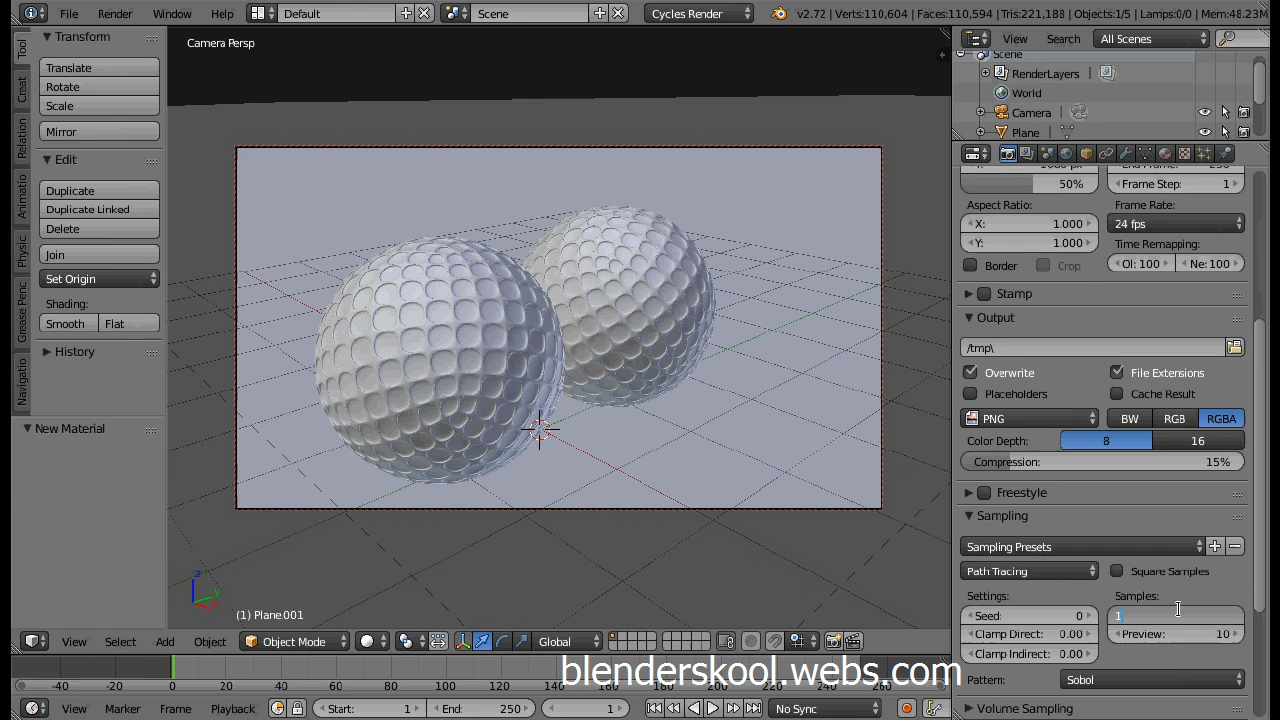 File Render Window Help Default Scene Cycles Render v2.72 | Verts:110,604 | Faces:110,594 | Tris:221,188 | Objects:1/5 | Lamps:0/0 | Mem:48.23M
Tool
Creat
Relation
Animatio
Physic
Grease Penc
Navigatio
Transform
Translate
Rotate
Scale
Mirror
Edit
Duplicate
Duplicate Linked
Delete
Join
Set Origin
Shading:
Smooth Flat
History
New Material
Camera Persp
(1) Plane.001
View Select Add Object Object Mode Global
-40 -20 0 20 40 60 80 100 120 140 160 180 200 220 240 260
View Marker Frame Playback Start: 1 End: 250 1 No Sync
blenderskool.webs.com
View Search All Scenes
Scene
RenderLayers
World
Camera
Plane
50% Frame Step: 1
Aspect Ratio: Frame Rate:
X: 1.000 24 fps
Y: 1.000 Time Remapping:
Border Crop Ol: 100 Ne: 100
Stamp
Output
/tmp\
Overwrite File Extensions
Placeholders Cache Result
PNG BW RGB RGBA
Color Depth: 8 16
Compression: 15%
Freestyle
Sampling
Sampling Presets
Path Tracing Square Samples
Settings: Samples:
Seed: 0 1
Clamp Direct: 0.00 Preview: 10
Clamp Indirect: 0.00
Pattern: Sobol
Volume Sampling